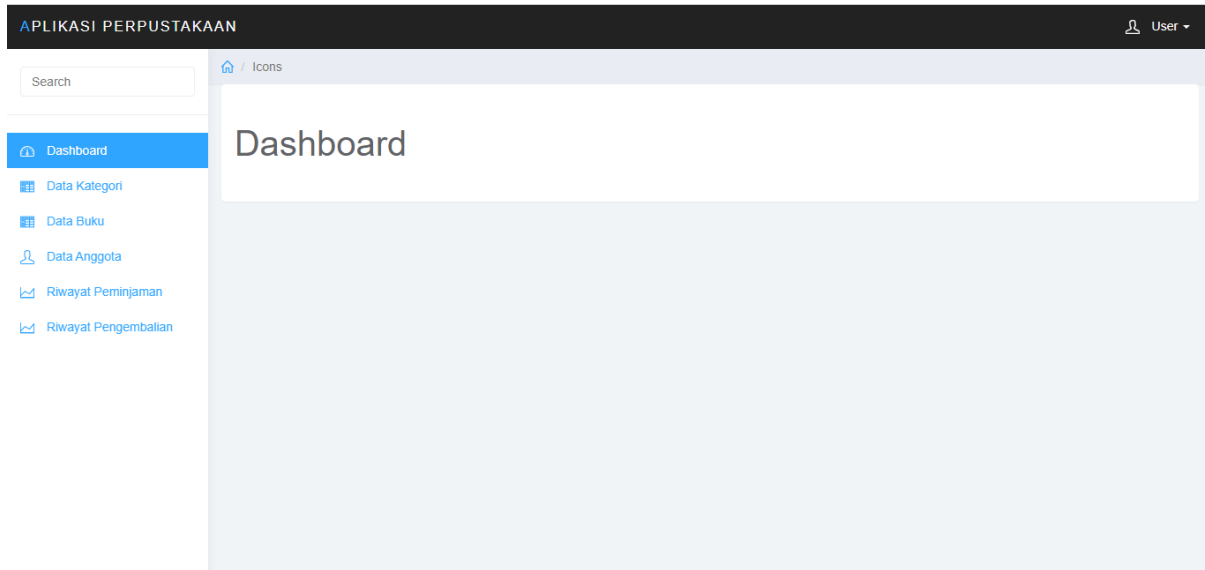 APLIKASI PERPUSTAKAAN
User
Search
/ Icons
Dashboard
Data Kategori
Data Buku
Data Anggota
Riwayat Peminjaman
Riwayat Pengembalian
Dashboard